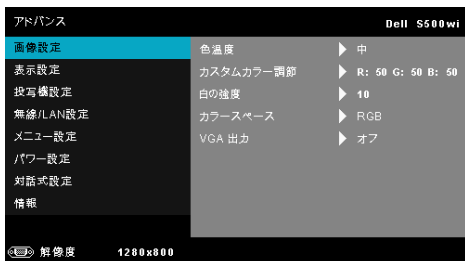 アドバンス Dell S500wi
画像設定 色温度 中
表示設定 カスタムカラー調節 R: 50 G: 50 B: 50
投写機設定 白の強度 10
無線/LAN設定 カラースペース RGB
メニュー設定 VGA 出力 オフ
パワー設定
対話式設定
情報
解像度 1280x800